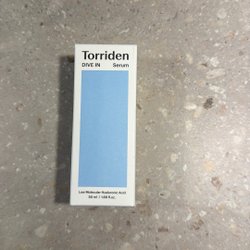 Torriden
DIVE IN Serum
Low Molecular Hyaluronic Acid
50 ml / 1.69 fl.oz.